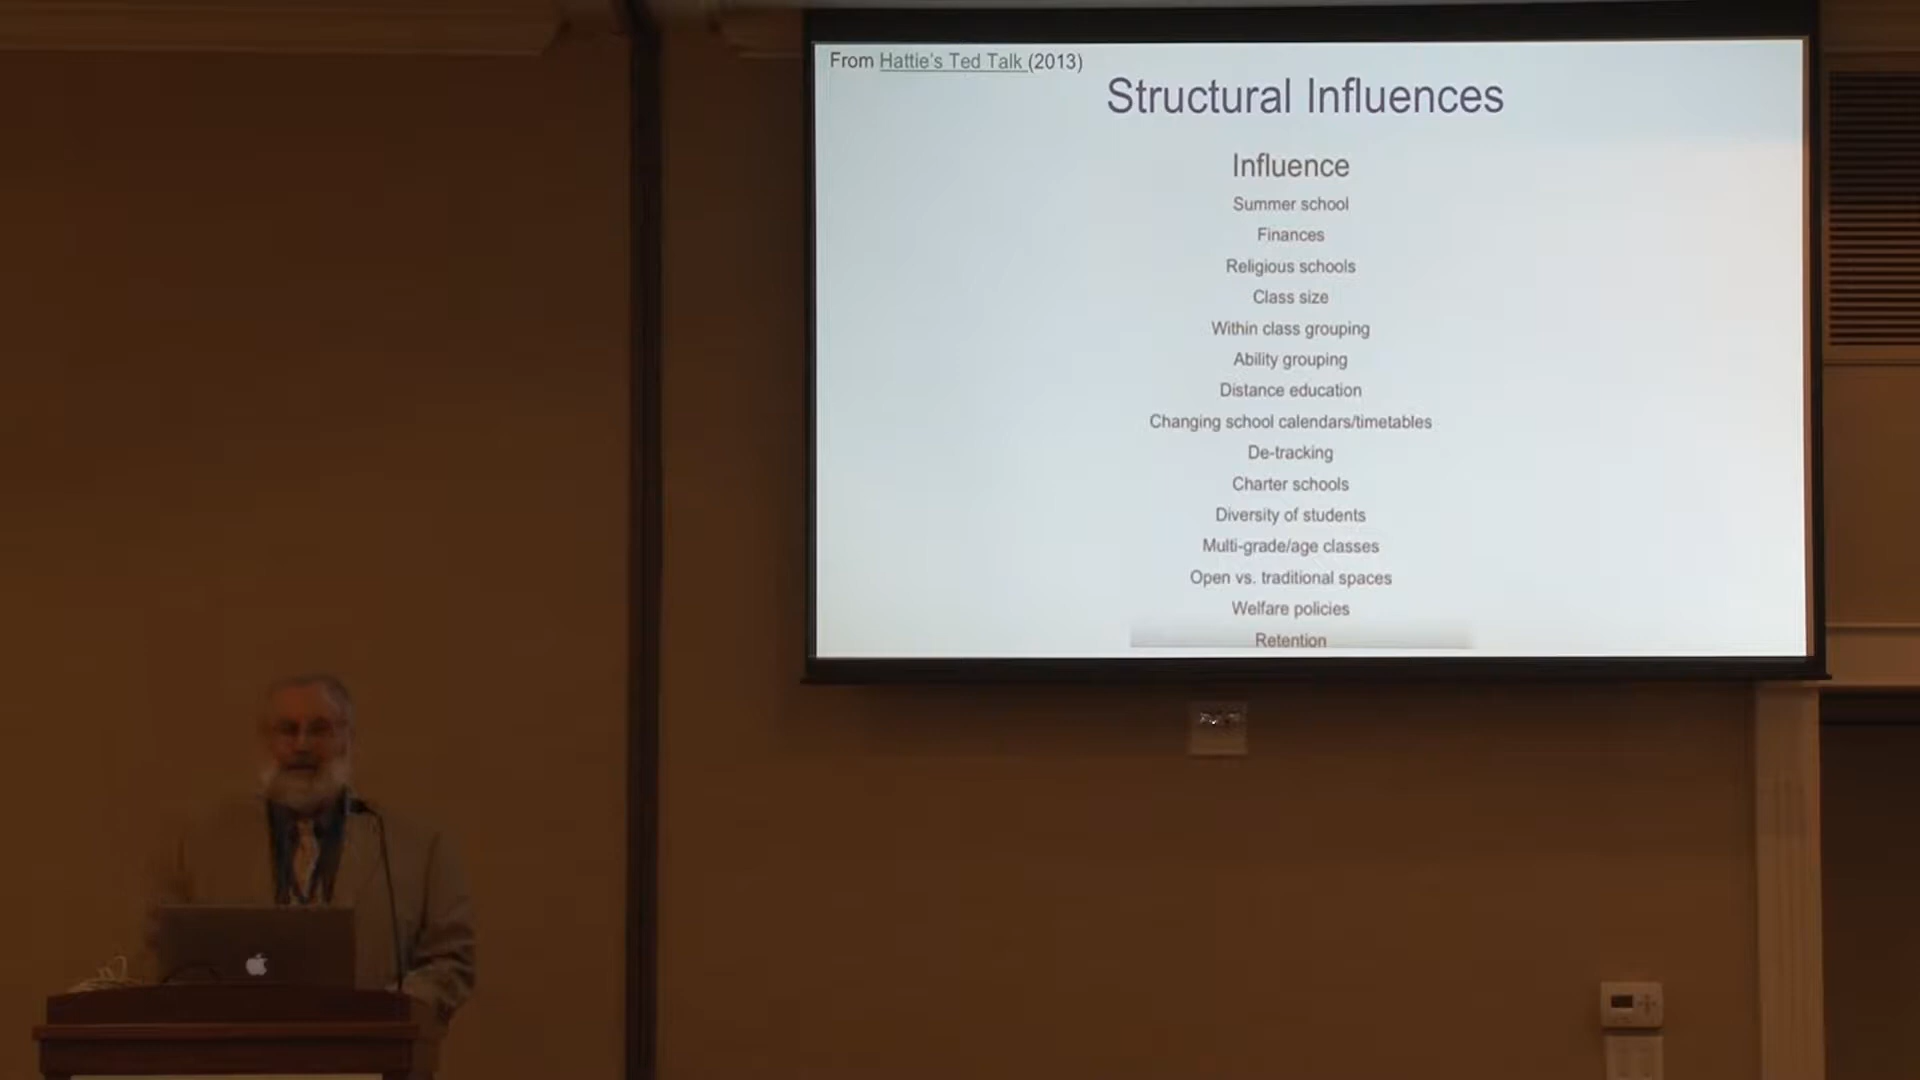 From Hattie's Ted Talk (2013)
Structural Influences
Influence
Summer school
Finances
Religious schools
Class size
Within class grouping
Ability grouping
Distance education
Changing school calendars/timetables
De-tracking
Charter schools
Diversity of students
Multi-grade/age classes
Open vs. traditional spaces
Welfare policies
Retention